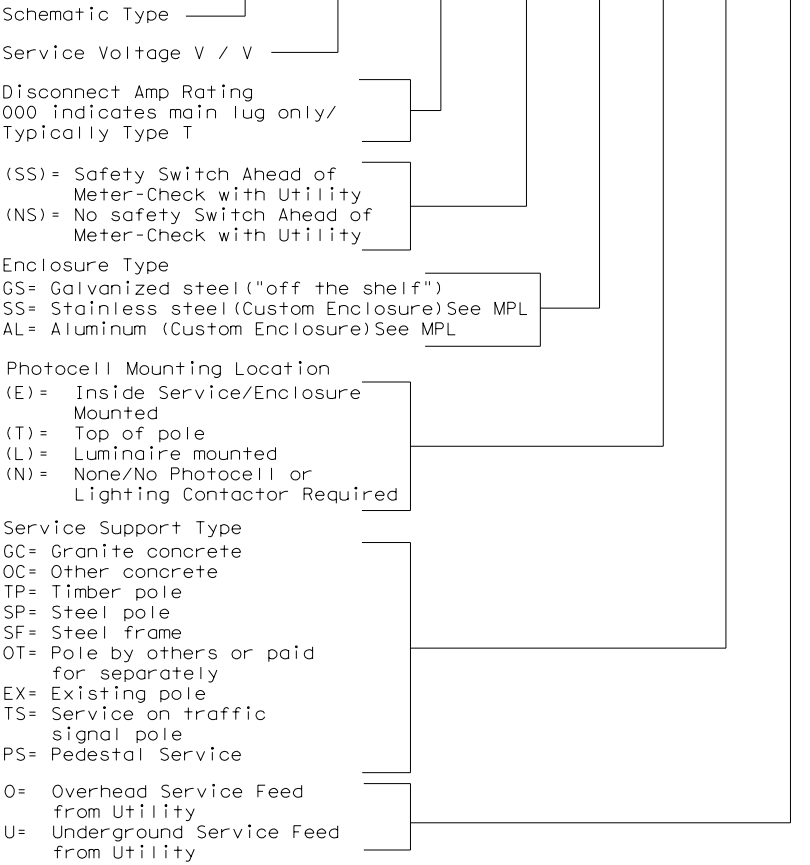 Schematic Type
Service Voltage V / V
Disconnect Amp Rating
000 indicates main lug only/
Typically Type T
(SS)= Safety Switch Ahead of
Meter-Check with Utility
(NS)= No safety Switch Ahead of
Meter-Check with Utility
Enclosure Type
GS= Galvanized steel("off the shelf")
SS= Stainless steel(Custom Enclosure)See MPL
AL= Aluminum (Custom Enclosure)See MPL
Photocell Mounting Location
(E)= Inside Service/Enclosure
Mounted
(T)= Top of pole
(L)= Luminaire mounted
(N)= None/No Photocell or
Lighting Contactor Required
Service Support Type
GC= Granite concrete
OC= Other concrete
TP= Timber pole
SP= Steel pole
SF= Steel frame
OT= Pole by others or paid
for separately
EX= Existing pole
TS= Service on traffic
signal pole
PS= Pedestal Service
O= Overhead Service Feed
from Utility
U= Underground Service Feed
from Utility